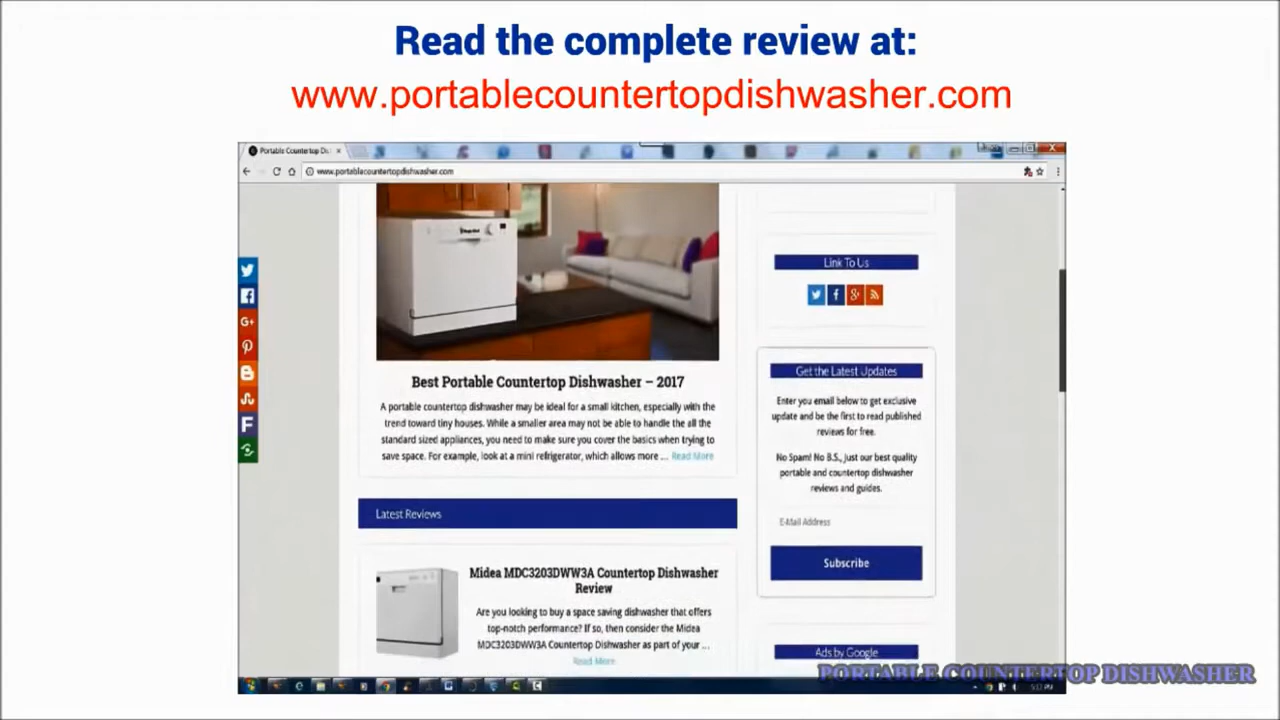 Read the complete review at:
www.portablecountertopdishwasher.com
Portable Countertop Di
www.portablecountertopdishwasher.com
Link To Us
Get the Latest Updates
Enter you email below to get exclusive
update and be the first to read published
reviews for free.
No Spam! No B.S., Just our best quality
portable and countertop dishwasher
reviews and guides.
E-Mail Address
Subscribe
Best Portable Countertop Dishwasher – 2017
A portable countertop dishwasher may be ideal for a small kitchen, especially with the
trend toward tiny houses. While a smaller area may not be able to handle the all the
standard sized appliances, you need to make sure you cover the basics when trying to
save space. For example, look at a mini refrigerator, which allows more ... Read More
Latest Reviews
Midea MDC3203DWW3A Countertop Dishwasher
Review
Are you looking to buy a space saving dishwasher that offers
top-notch performance? If so, then consider the Midea
MDC3203DWW3A Countertop Dishwasher as part of your ...
Read More
Ads by Google
PORTABLE COUNTERTOP DISHWASHER
5:37 PM